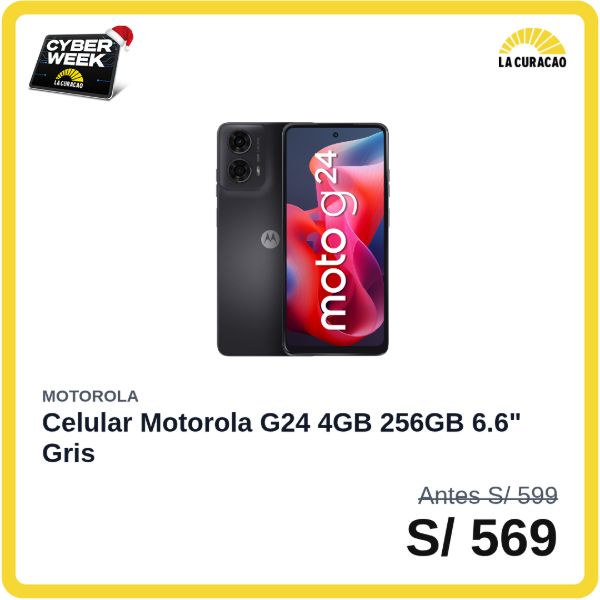 CYBER
WEEK
LA CURACAO
LA CURACAO
moto g24
MOTOROLA
Celular Motorola G24 4GB 256GB 6.6"
Gris
Antes S/ 599
S/ 569